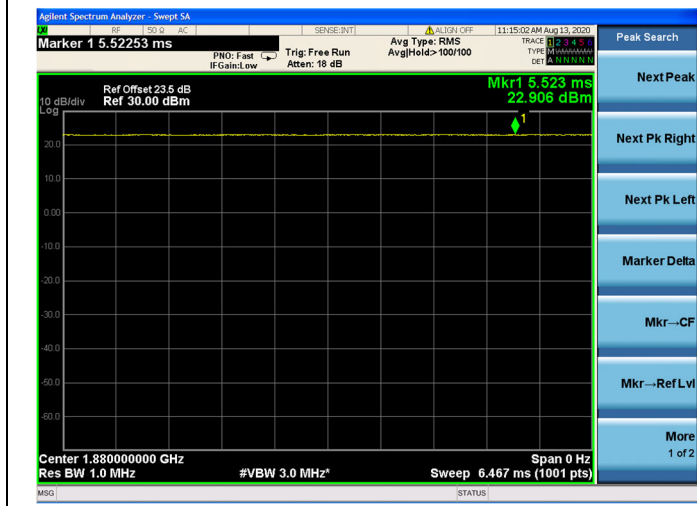 Agilent Spectrum Analyzer - Swept SA
LXI RF 50 Ω AC SENSE:INT ALIGN OFF 11:15:02 AM Aug 13, 2020
Marker 1 5.52253 ms
PNO: Fast
IFGain:Low
Trig: Free Run
Atten: 18 dB
Avg Type: RMS
Avg|Hold:>100/100
TRACE 1 2 3 4 5 6
TYPE M
DET A N N N N N
Peak Search
Next Peak
Next Pk Right
Next Pk Left
Marker Delta
Mkr→CF
Mkr→Ref Lvl
More
1 of 2
Mkr1 5.523 ms
22.906 dBm
Ref Offset 23.5 dB
10 dB/div Ref 30.00 dBm
Log
1
20.0
10.0
0.00
-10.0
-20.0
-30.0
-40.0
-50.0
-60.0
Center 1.880000000 GHz Span 0 Hz
Res BW 1.0 MHz #VBW 3.0 MHz* Sweep 6.467 ms (1001 pts)
MSG STATUS